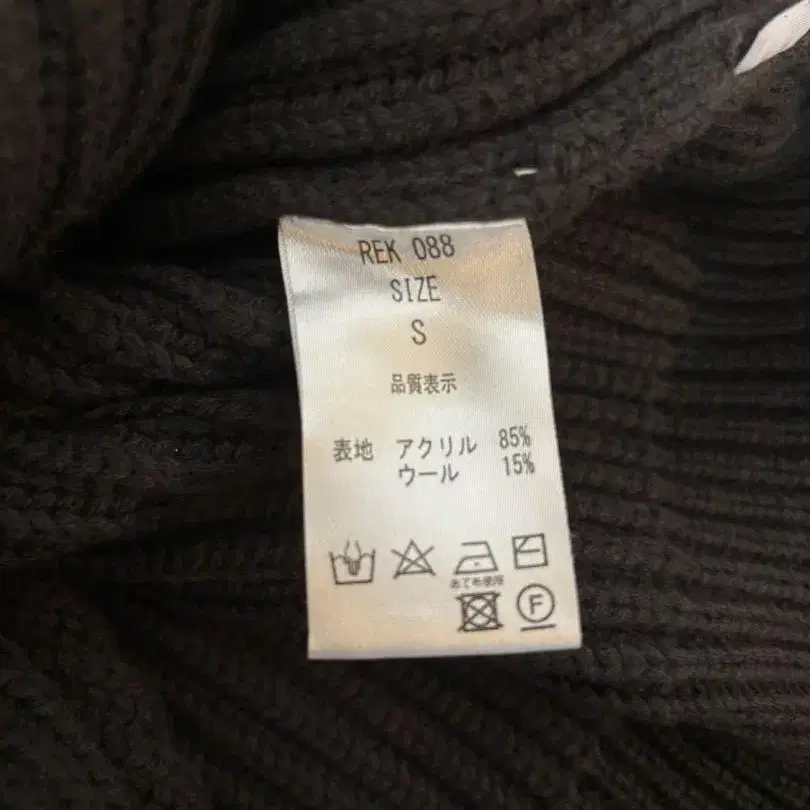 REK 088
SIZE
S
品質表示
表地 アクリル 85%
ウール 15%
あて布使用
F